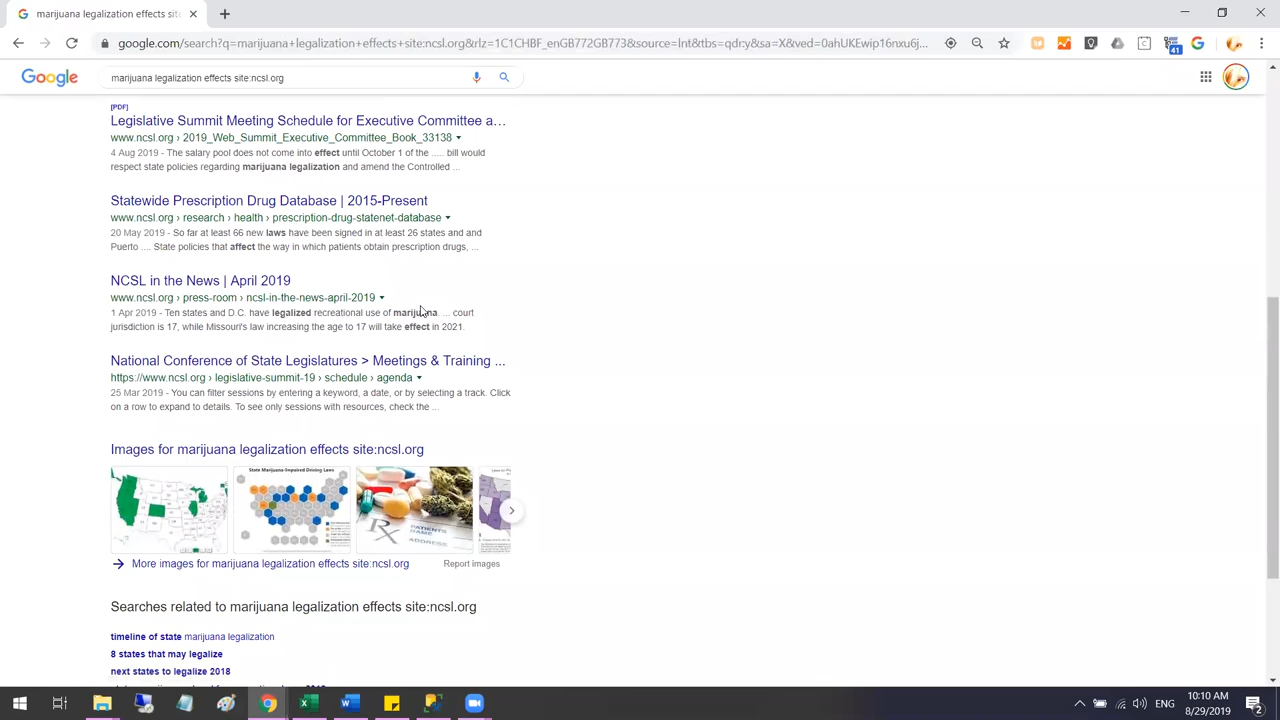 marijuana legalization effects sit
google.com/search?q=marijuana+legalization+effects+site:ncsl.org&rlz=1C1CHBF_enGB772GB773&source=lnt&tbs=qdr:y&sa=X&ved=0ahUKEwip16nxu6j...
41
Google
marijuana legalization effects site:ncsl.org
[PDF]
Legislative Summit Meeting Schedule for Executive Committee a...
www.ncsl.org › 2019_Web_Summit_Executive_Committee_Book_33138
4 Aug 2019 - The salary pool does not come into effect until October 1 of the ..... bill would
respect state policies regarding marijuana legalization and amend the Controlled ...
Statewide Prescription Drug Database | 2015-Present
www.ncsl.org › research › health › prescription-drug-statenet-database
20 May 2019 - So far at least 66 new laws have been signed in at least 26 states and and
Puerto .... State policies that affect the way in which patients obtain prescription drugs, ...
NCSL in the News | April 2019
www.ncsl.org › press-room › ncsl-in-the-news-april-2019
1 Apr 2019 - Ten states and D.C. have legalized recreational use of marijuana ... court
jurisdiction is 17, while Missouri's law increasing the age to 17 will take effect in 2021.
National Conference of State Legislatures > Meetings & Training ...
https://www.ncsl.org › legislative-summit-19 › schedule › agenda
25 Mar 2019 - You can filter sessions by entering a keyword, a date, or by selecting a track. Click
on a row to expand to details. To see only sessions with resources, check the ...
Images for marijuana legalization effects site:ncsl.org
State Marijuana-Impaired Driving Laws
PATIENTS NAME
ADDRESS
More images for marijuana legalization effects site:ncsl.org
Report images
Searches related to marijuana legalization effects site:ncsl.org
timeline of state marijuana legalization
8 states that may legalize
next states to legalize 2018
ENG
10:10 AM
8/29/2019
2